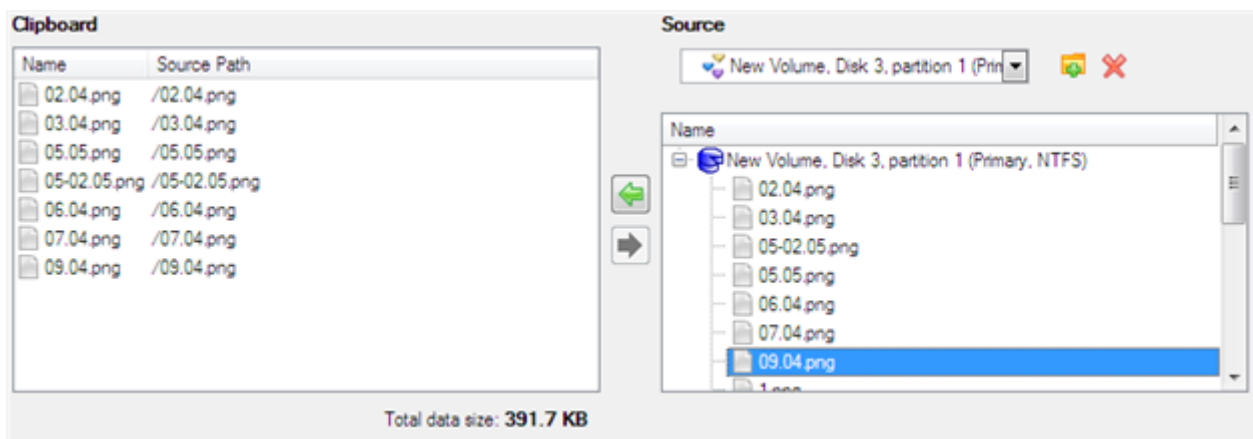 Clipboard
Name Source Path
02.04.png /02.04.png
03.04.png /03.04.png
05.05.png /05.05.png
05-02.05.png /05-02.05.png
06.04.png /06.04.png
07.04.png /07.04.png
09.04.png /09.04.png
Total data size: 391.7 KB
Source
New Volume, Disk 3, partition 1 (Prin
Name
New Volume, Disk 3, partition 1 (Primary, NTFS)
02.04.png
03.04.png
05-02.05.png
05.05.png
06.04.png
07.04.png
09.04.png
1.png